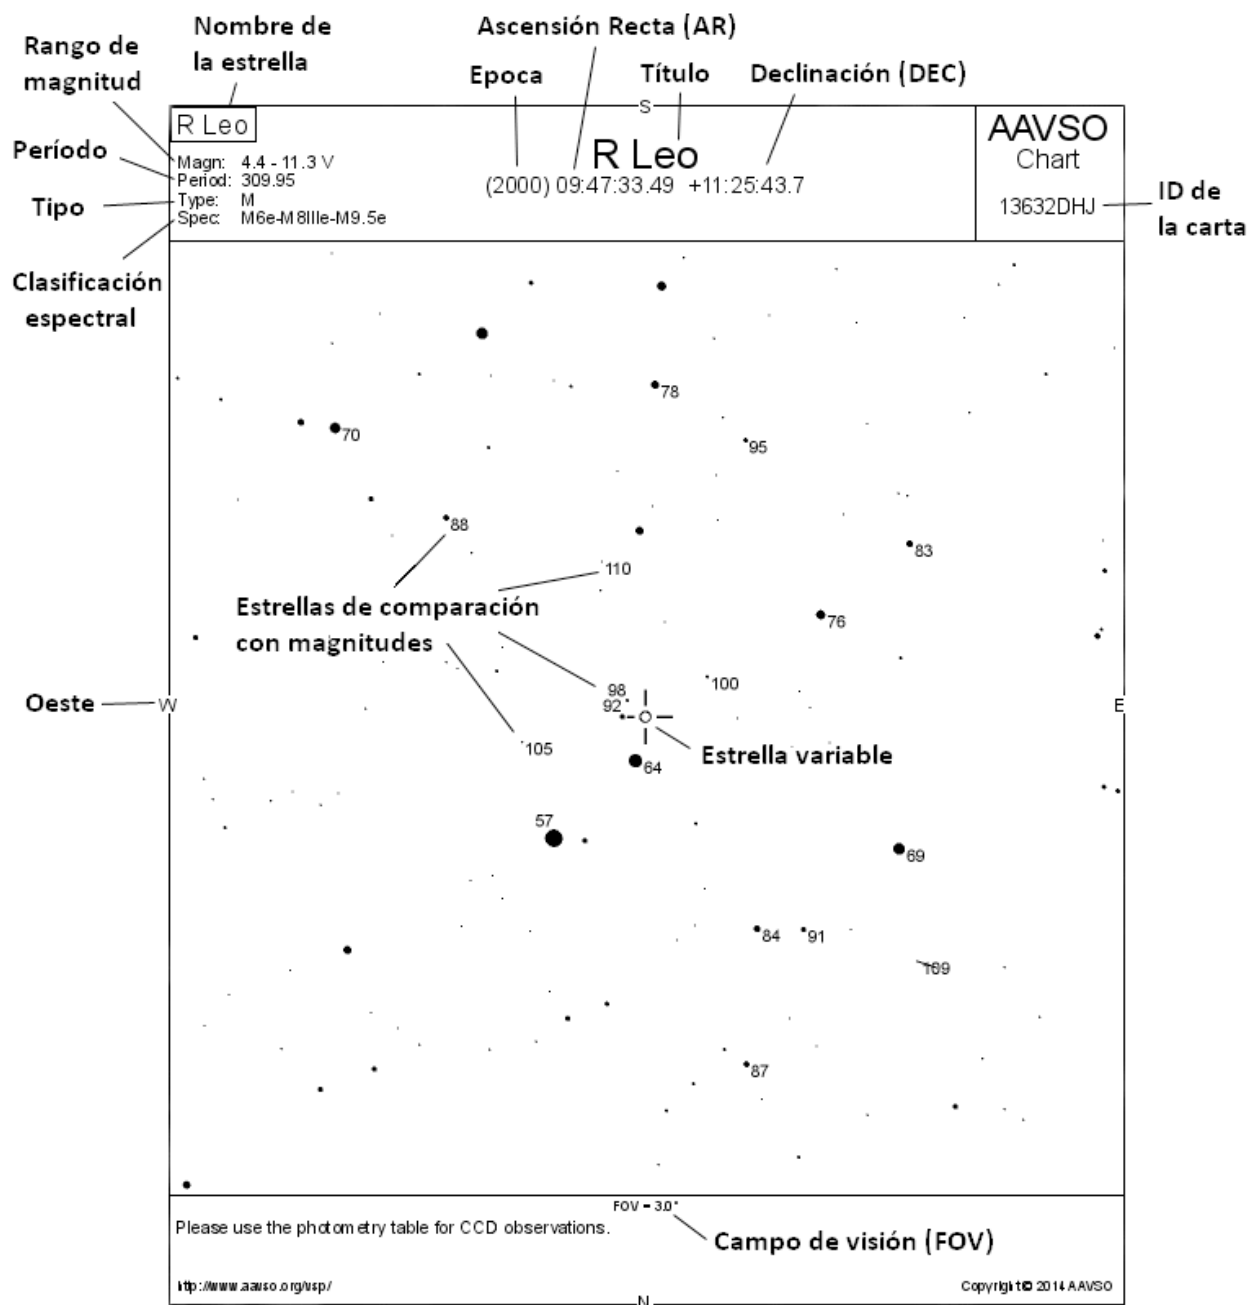 Nombre de
la estrella
Ascensión Recta (AR)
Rango de
magnitud
Epoca
Título
Declinación (DEC)
S
R Leo
AAVSO
Chart
R Leo
Período
Magn: 4.4 - 11.3 V
Period: 309.95
(2000) 09:47:33.49 +11:25:43.7
Tipo
Type: M
Spec: M6e-M8IIIe-M9.5e
13632DHJ
ID de
la carta
Clasificación
espectral
78
70
95
88
83
110
Estrellas de comparación
con magnitudes
76
98
100
Oeste
W
92
E
105
Estrella variable
64
57
69
84
91
109
87
FOV = 3.0°
Please use the photometry table for CCD observations.
Campo de visión (FOV)
http://www.aavso.org/vsp/
Copyright© 2014 AAVSO
N